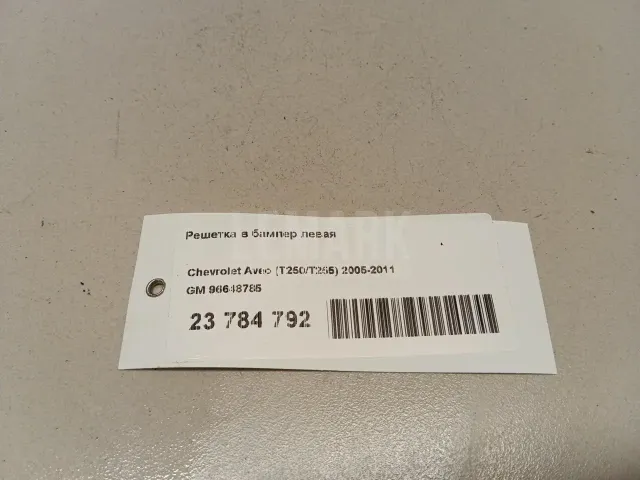 Решетка в бампер левая
Chevrolet Aveo (T250/T255) 2005-2011
GM 96648785
23 784 792